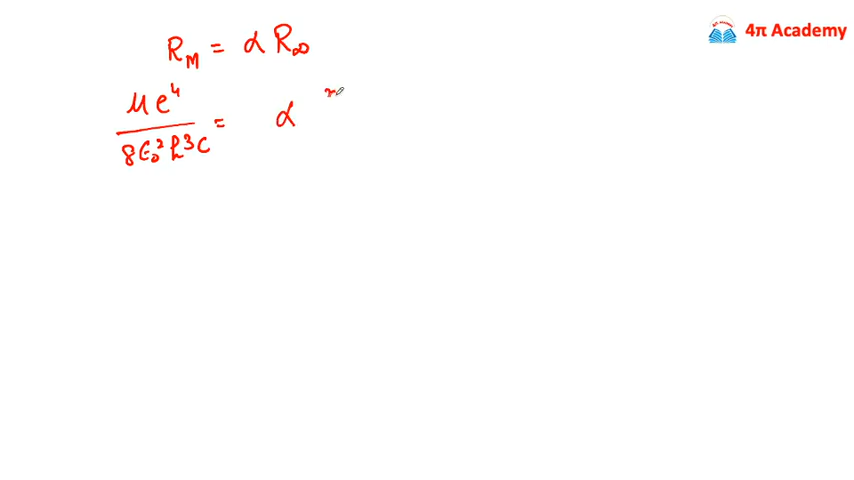 4π Academy
R_M = α R_∞
μe⁴ / 8ε₀²h³c = α m